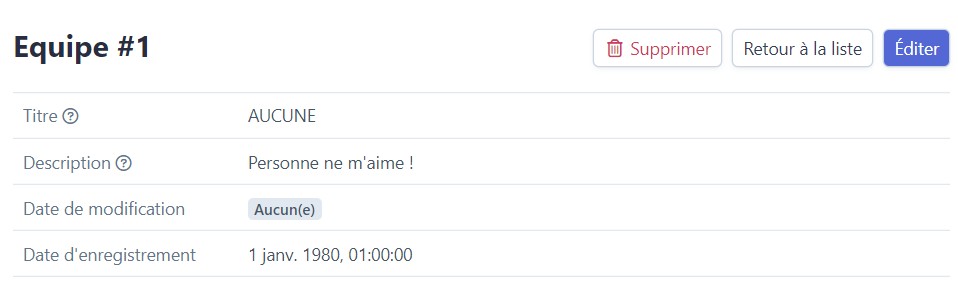 Equipe #1
Supprimer
Retour à la liste
Éditer
Titre
AUCUNE
Description
Personne ne m'aime !
Date de modification
Aucun(e)
Date d'enregistrement
1 janv. 1980, 01:00:00